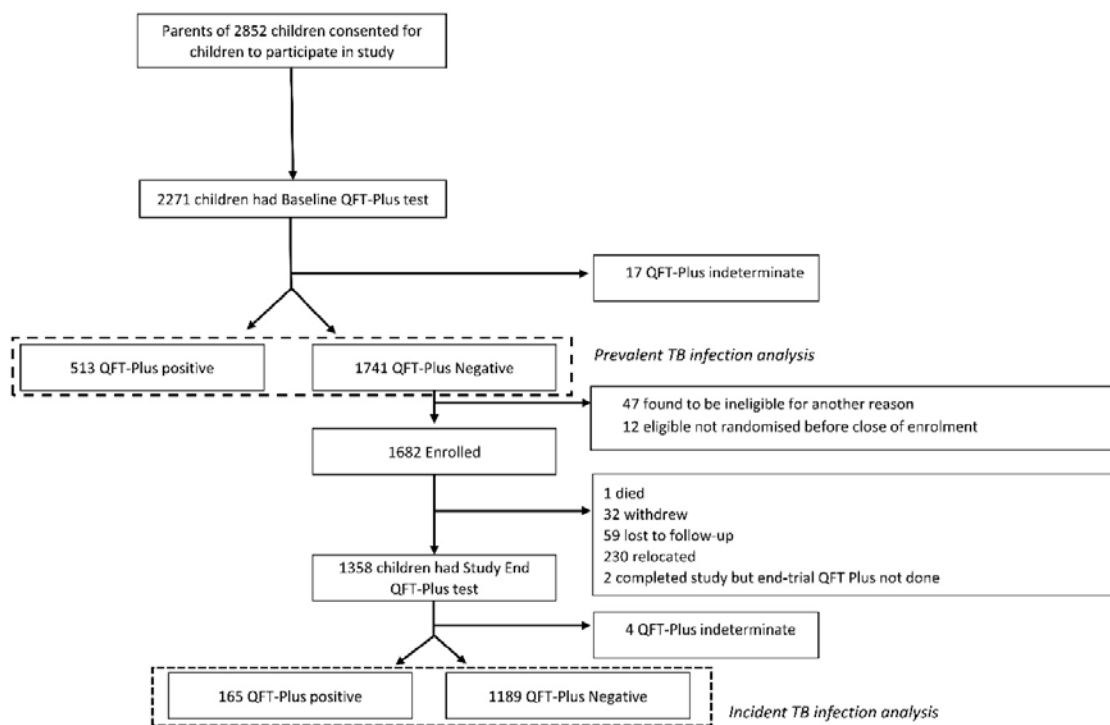 Parents of 2852 children consented for
children to participate in study
2271 children had Baseline QFT-Plus test
17 QFT-Plus indeterminate
513 QFT-Plus positive
1741 QFT-Plus Negative
Prevalent TB infection analysis
47 found to be ineligible for another reason
12 eligible not randomised before close of enrolment
1682 Enrolled
1 died
32 withdrew
59 lost to follow-up
230 relocated
2 completed study but end-trial QFT Plus not done
1358 children had Study End
QFT-Plus test
4 QFT-Plus indeterminate
165 QFT-Plus positive
1189 QFT-Plus Negative
Incident TB infection analysis